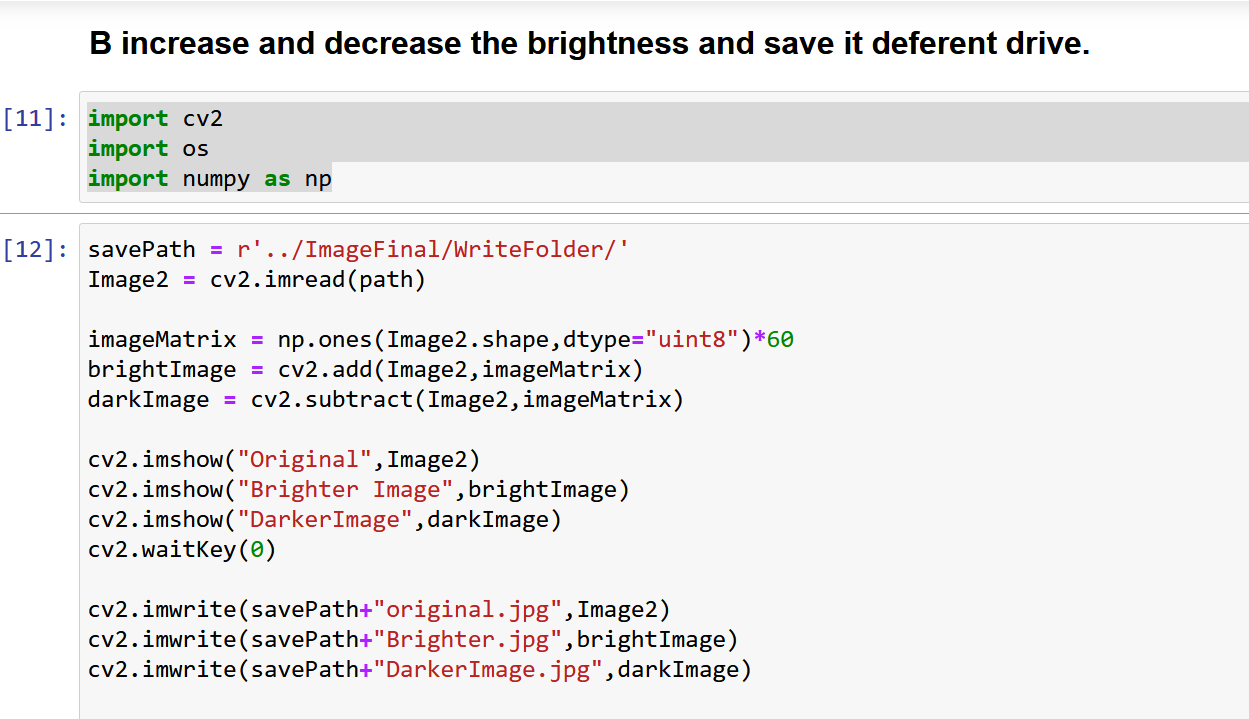 B increase and decrease the brightness and save it deferent drive.
[11]: import cv2
import os
import numpy as np
[12]: savePath = r'../ImageFinal/WriteFolder/'
Image2 = cv2.imread(path)
imageMatrix = np.ones(Image2.shape,dtype="uint8")*60
brightImage = cv2.add(Image2,imageMatrix)
darkImage = cv2.subtract(Image2,imageMatrix)
cv2.imshow("Original",Image2)
cv2.imshow("Brighter Image",brightImage)
cv2.imshow("DarkerImage",darkImage)
cv2.waitKey(0)
cv2.imwrite(savePath+"original.jpg",Image2)
cv2.imwrite(savePath+"Brighter.jpg",brightImage)
cv2.imwrite(savePath+"DarkerImage.jpg",darkImage)